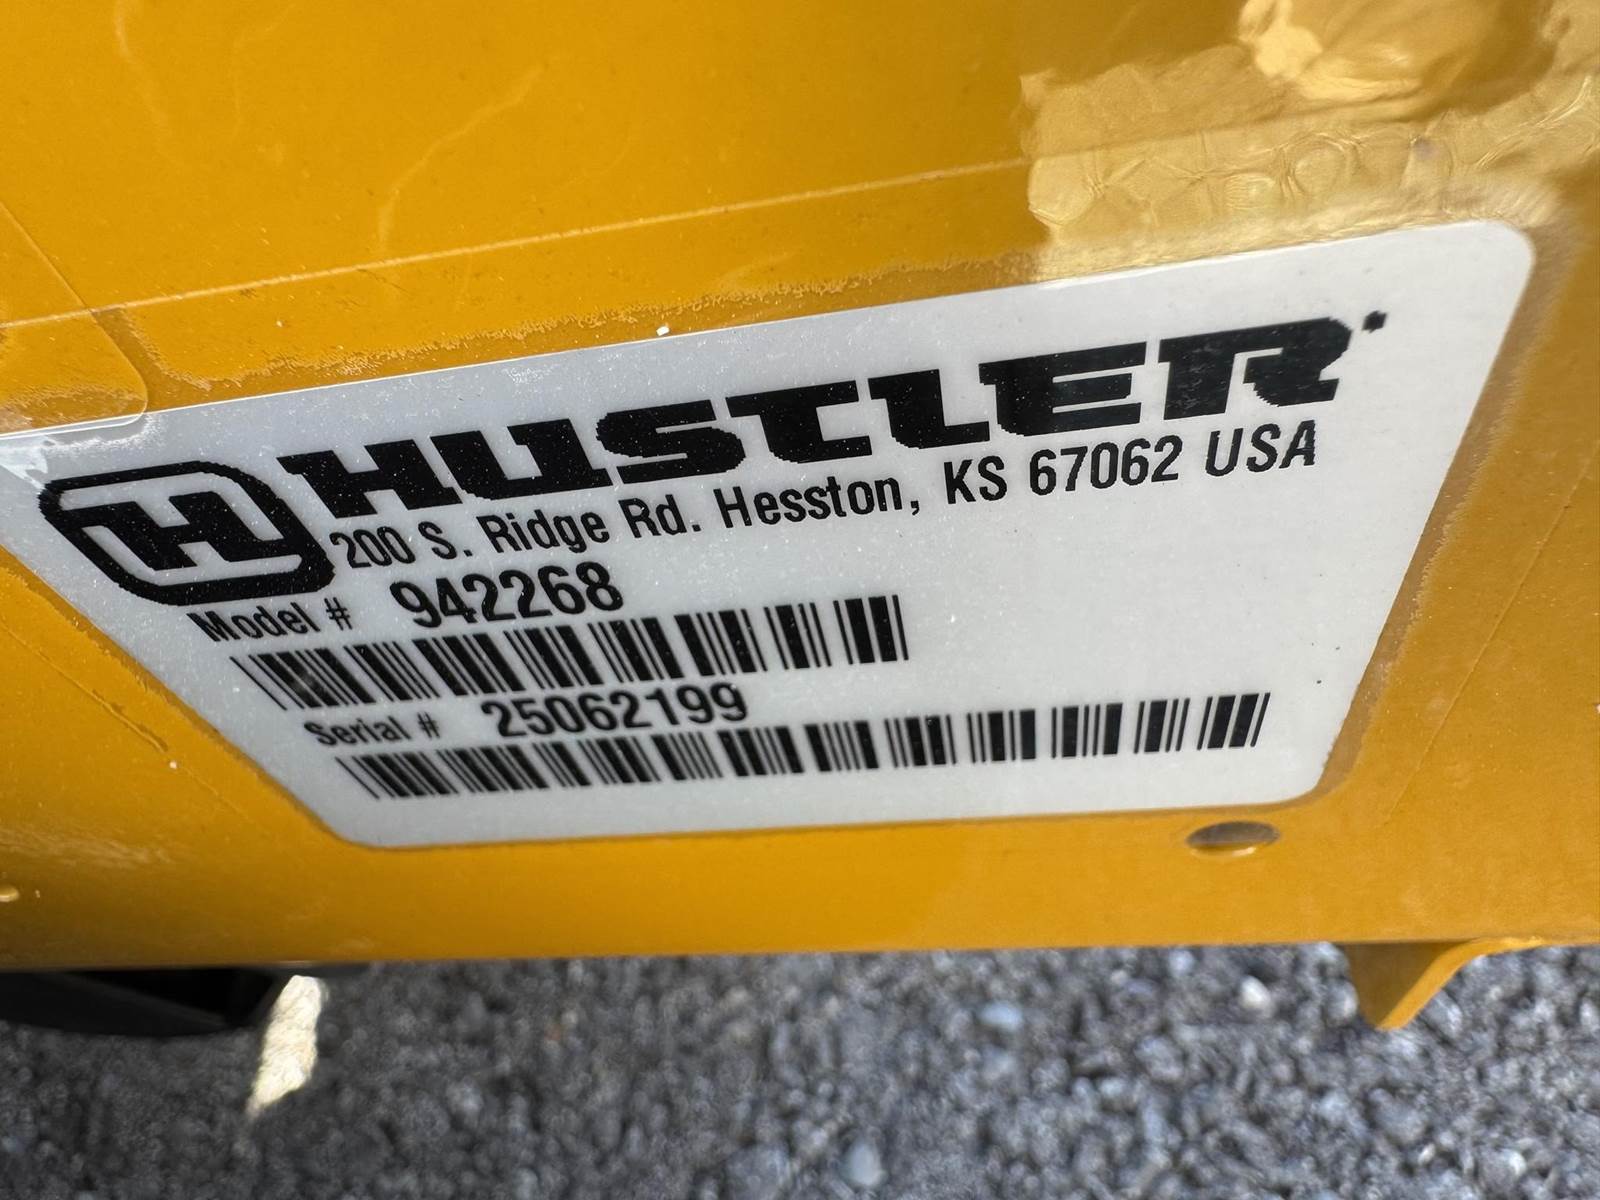 H HUSTLER
200 S. Ridge Rd. Hesston, KS 67062 USA
Model # 942268
Serial # 25062199